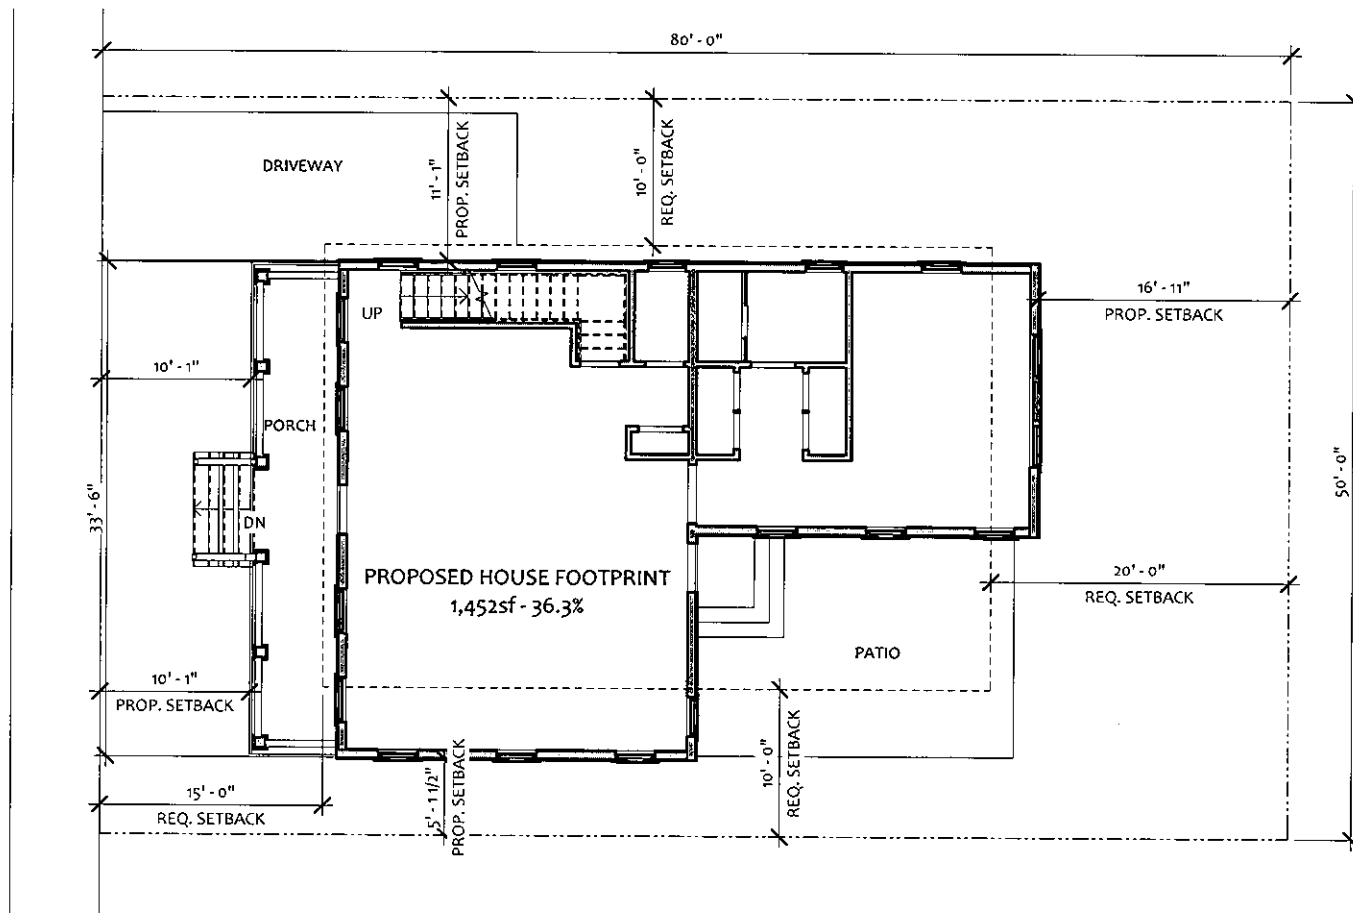 80' - 0"
DRIVEWAY
11' - 1"
PROP. SETBACK
10' - 0"
REQ. SETBACK
16' - 11"
PROP. SETBACK
UP
10' - 1"
PORCH
33' - 6"
DN
50' - 0"
PROPOSED HOUSE FOOTPRINT
1,452sf - 36.3%
20' - 0"
REQ. SETBACK
PATIO
10' - 1"
PROP. SETBACK
15' - 0"
REQ. SETBACK
5' - 1 1/2"
PROP. SETBACK
10' - 0"
REQ. SETBACK